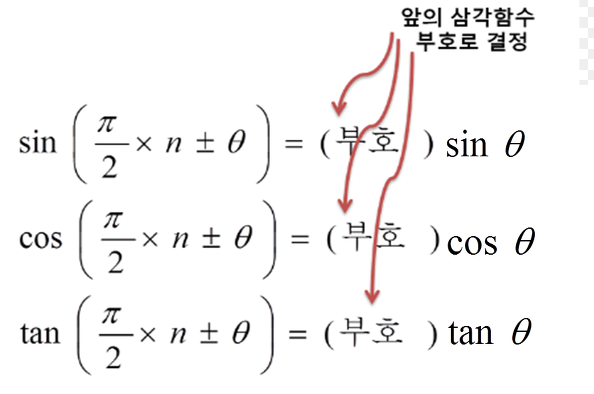 앞의 삼각함수
부호로 결정
sin ( π/2 × n ± θ ) = (부호 ) sin θ
cos ( π/2 × n ± θ ) = (부호 ) cos θ
tan ( π/2 × n ± θ ) = (부호 ) tan θ